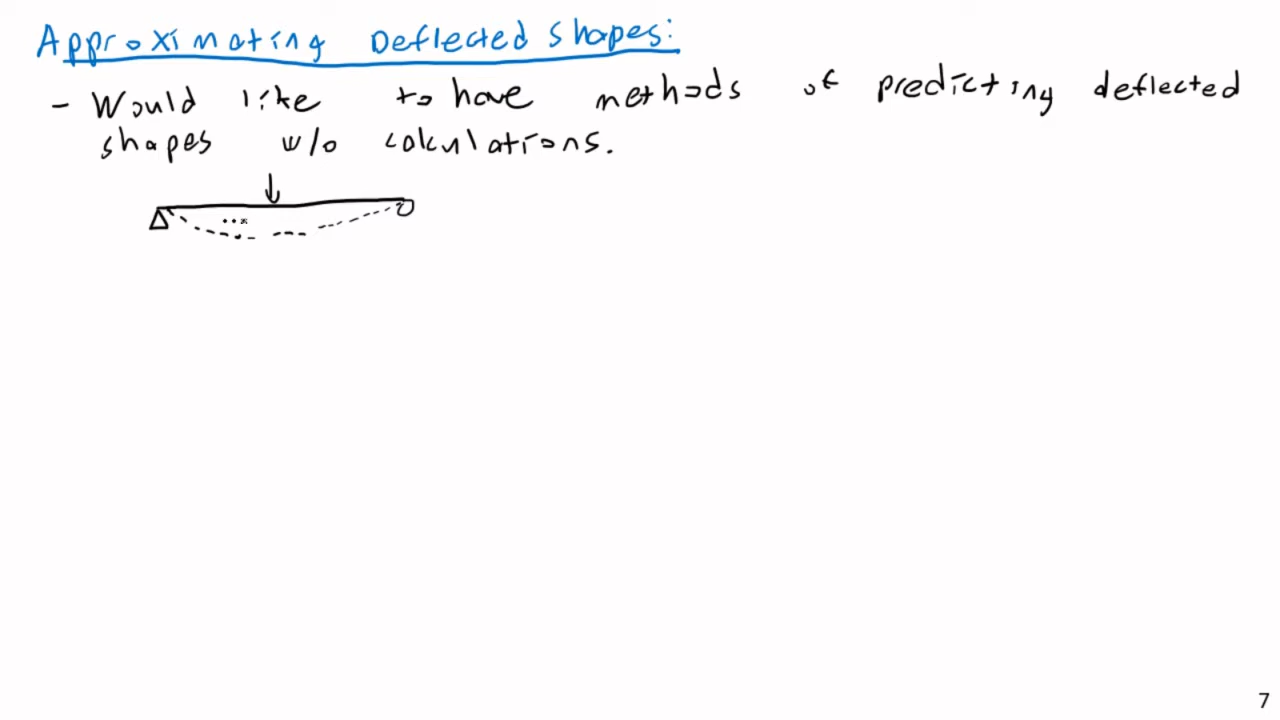 Approximating Deflected Shapes:
- Would like to have methods of predicting deflected
shapes w/o calculations.
7